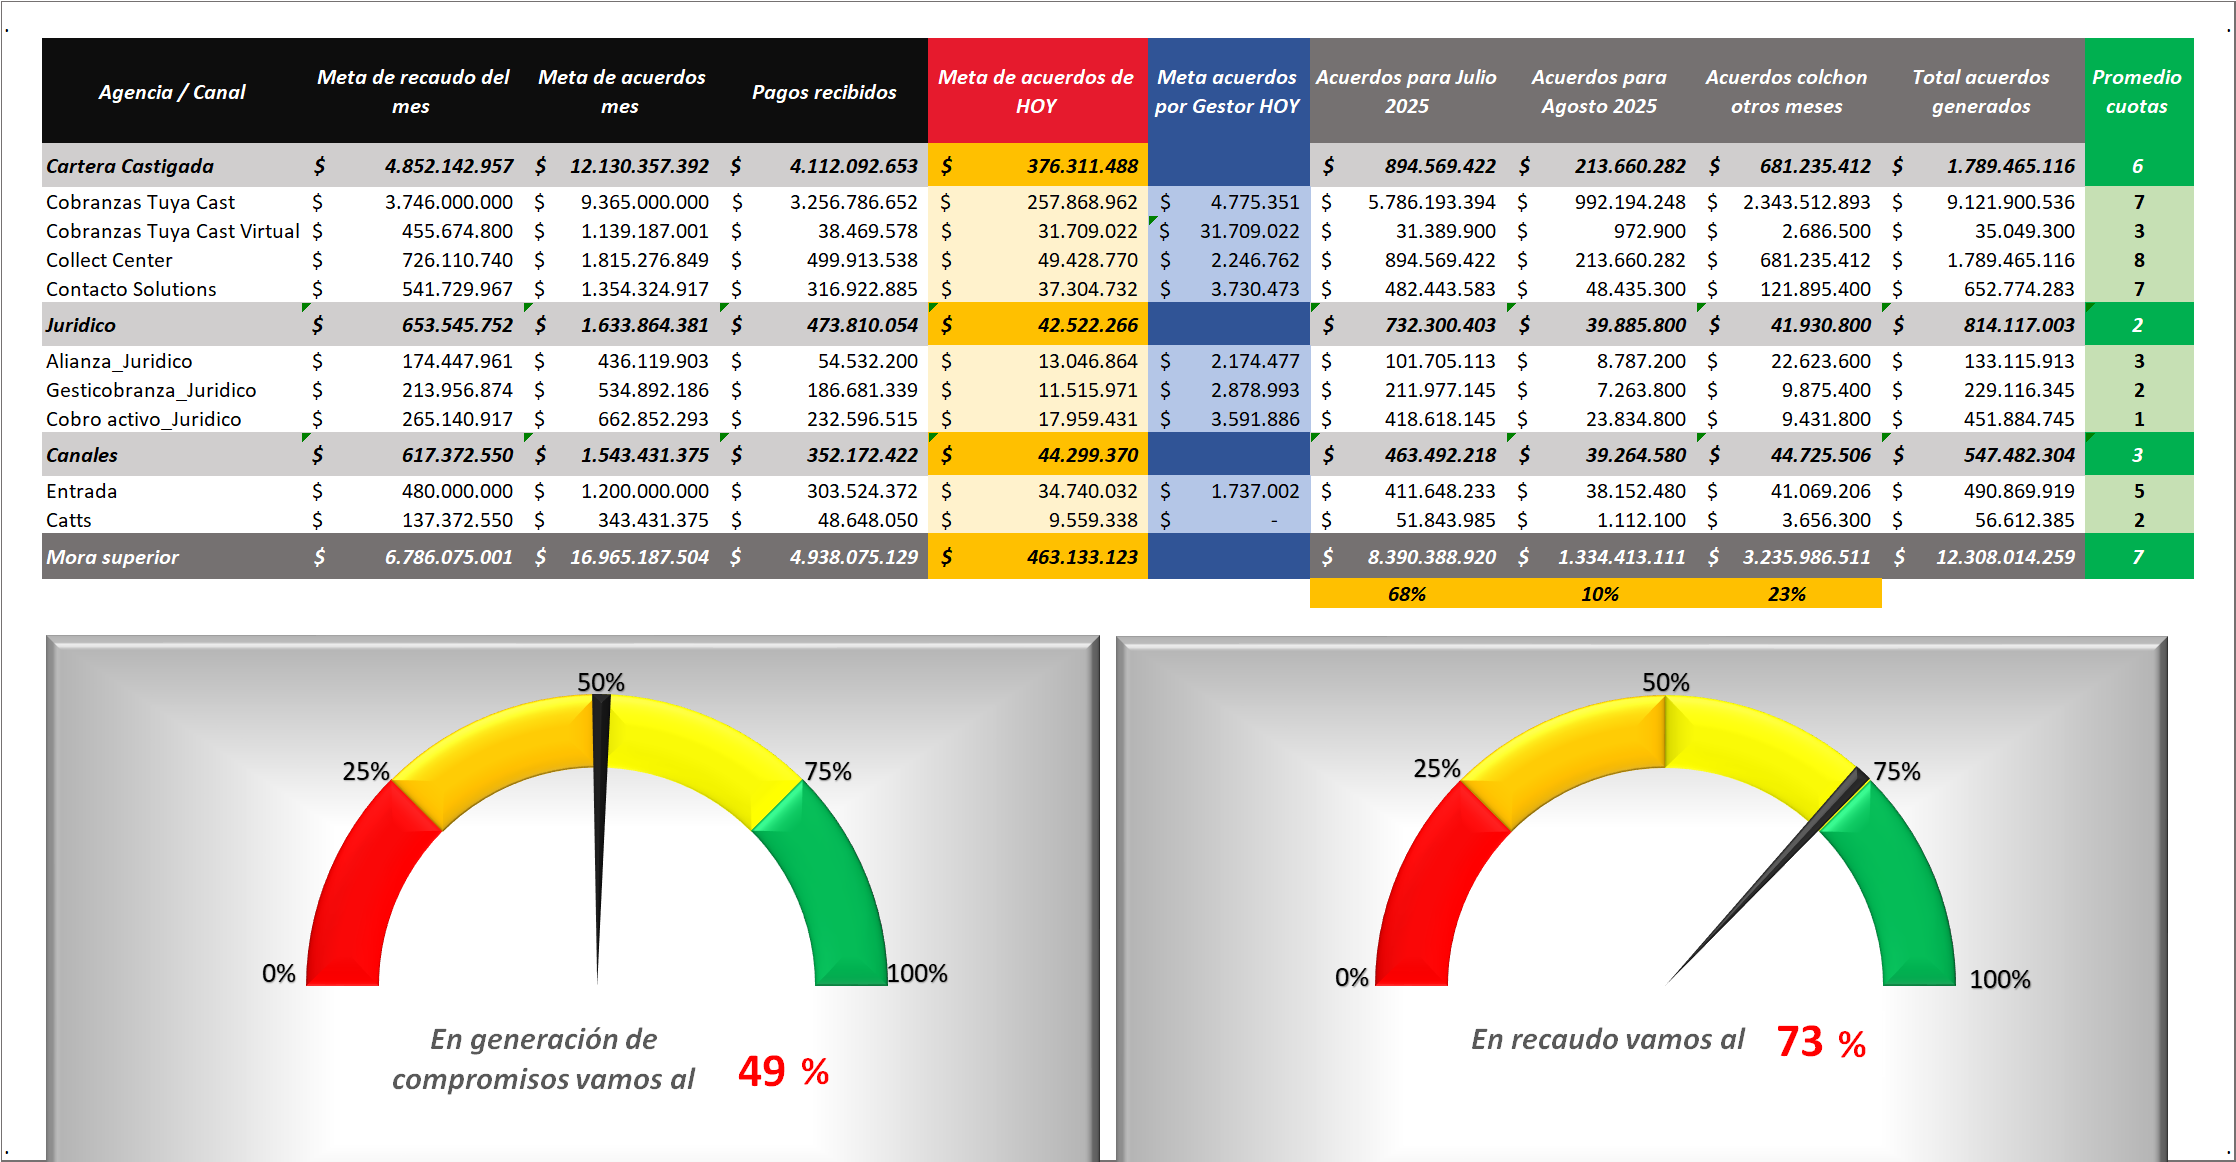 Agencia / Canal Meta de recaudo del mes Meta de acuerdos mes Pagos recibidos Meta de acuerdos de HOY Meta acuerdos por Gestor HOY Acuerdos para Julio 2025 Acuerdos para Agosto 2025 Acuerdos colchon otros meses Total acuerdos generados Promedio cuotas
Cartera Castigada $ 4.852.142.957 $ 12.130.357.392 $ 4.112.092.653 $ 376.311.488 $ 894.569.422 $ 213.660.282 $ 681.235.412 $ 1.789.465.116 6
Cobranzas Tuya Cast $ 3.746.000.000 $ 9.365.000.000 $ 3.256.786.652 $ 257.868.962 $ 4.775.351 $ 5.786.193.394 $ 992.194.248 $ 2.343.512.893 $ 9.121.900.536 7
Cobranzas Tuya Cast Virtual $ 455.674.800 $ 1.139.187.001 $ 38.469.578 $ 31.709.022 $ 31.709.022 $ 31.389.900 $ 972.900 $ 2.686.500 $ 35.049.300 3
Collect Center $ 726.110.740 $ 1.815.276.849 $ 499.913.538 $ 49.428.770 $ 2.246.762 $ 894.569.422 $ 213.660.282 $ 681.235.412 $ 1.789.465.116 8
Contacto Solutions $ 541.729.967 $ 1.354.324.917 $ 316.922.885 $ 37.304.732 $ 3.730.473 $ 482.443.583 $ 48.435.300 $ 121.895.400 $ 652.774.283 7
Juridico $ 653.545.752 $ 1.633.864.381 $ 473.810.054 $ 42.522.266 $ 732.300.403 $ 39.885.800 $ 41.930.800 $ 814.117.003 2
Alianza_Juridico $ 174.447.961 $ 436.119.903 $ 54.532.200 $ 13.046.864 $ 2.174.477 $ 101.705.113 $ 8.787.200 $ 22.623.600 $ 133.115.913 3
Gesticobranza_Juridico $ 213.956.874 $ 534.892.186 $ 186.681.339 $ 11.515.971 $ 2.878.993 $ 211.977.145 $ 7.263.800 $ 9.875.400 $ 229.116.345 2
Cobro activo_Juridico $ 265.140.917 $ 662.852.293 $ 232.596.515 $ 17.959.431 $ 3.591.886 $ 418.618.145 $ 23.834.800 $ 9.431.800 $ 451.884.745 1
Canales $ 617.372.550 $ 1.543.431.375 $ 352.172.422 $ 44.299.370 $ 463.492.218 $ 39.264.580 $ 44.725.506 $ 547.482.304 3
Entrada $ 480.000.000 $ 1.200.000.000 $ 303.524.372 $ 34.740.032 $ 1.737.002 $ 411.648.233 $ 38.152.480 $ 41.069.206 $ 490.869.919 5
Catts $ 137.372.550 $ 343.431.375 $ 48.648.050 $ 9.559.338 $ - $ 51.843.985 $ 1.112.100 $ 3.656.300 $ 56.612.385 2
Mora superior $ 6.786.075.001 $ 16.965.187.504 $ 4.938.075.129 $ 463.133.123 $ 8.390.388.920 $ 1.334.413.111 $ 3.235.986.511 $ 12.308.014.259 7
68% 10% 23%
0%
25%
50%
75%
100%
En generación de
compromisos vamos al 49 %
0%
25%
50%
75%
100%
En recaudo vamos al 73 %